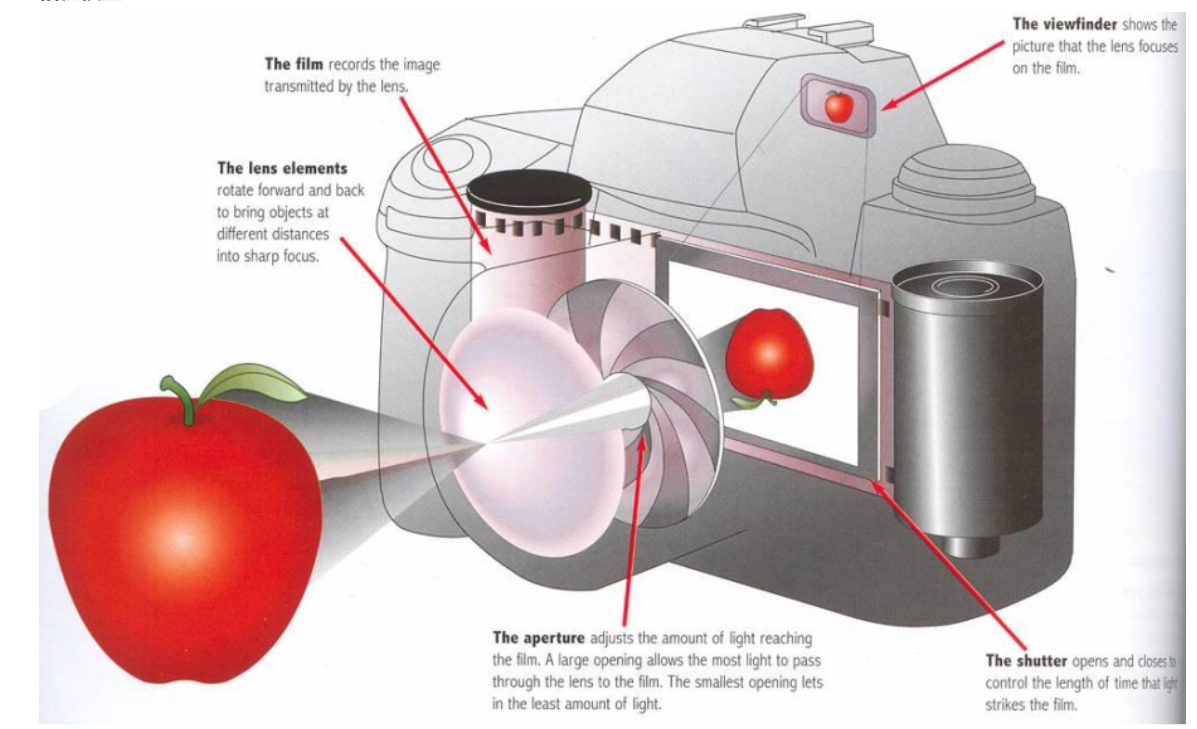 The viewfinder shows the
picture that the lens focuses
on the film.
The film records the image
transmitted by the lens.
The lens elements
rotate forward and back
to bring objects at
different distances
into sharp focus.
The aperture adjusts the amount of light reaching
the film. A large opening allows the most light to pass
through the lens to the film. The smallest opening lets
in the least amount of light.
The shutter opens and closes to
control the length of time that light
strikes the film.